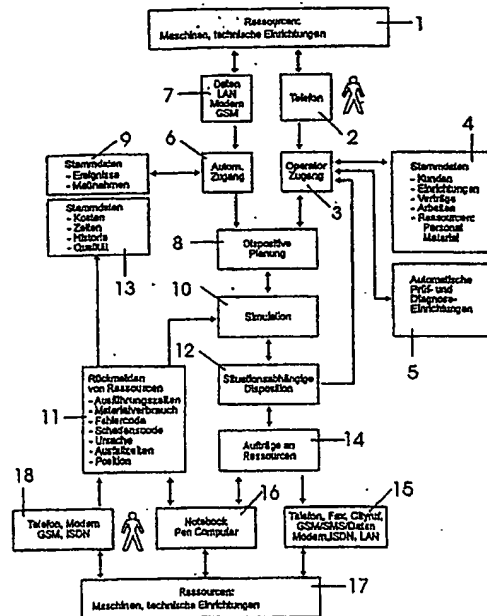 Ressourcen:
Maschinen, technische Einrichtungen
1
7
Daten
LAN
Modem
GSM
Telefon
2
4
9
6
Stammdaten
- Ereignisse
- Maßnahmen
Autom.
Zugang
Operator
Zugang
3
Stammdaten
- Kunden
- Einrichtungen
- Verträge
- Arbeiten
- Ressourcen:
Personal
Material
Stammdaten
- Kosten
- Zeiten
- Historie
- Qualität
13
8
Dispositive
Planung
Automatische
Prüf- und
Diagnose-
Einrichtungen
5
10
Simulation
12
Situationsabhängige
Disposition
11
Rückmelden
von Ressourcen
- Ausführungszeiten
- Materialverbrauch
- Fehlercode
- Schadenscode
- Ursache
- Ausfallzeiten
- Position
Aufträge an
Ressourcen
14
18
16
15
Telefon, Modem
GSM, ISDN
Notebook
Pen Computer
Telefon, Fax, Cityruf,
GSM/SMS/Daten
Modem, ISDN, LAN
17
Ressourcen:
Maschinen, technische Einrichtungen